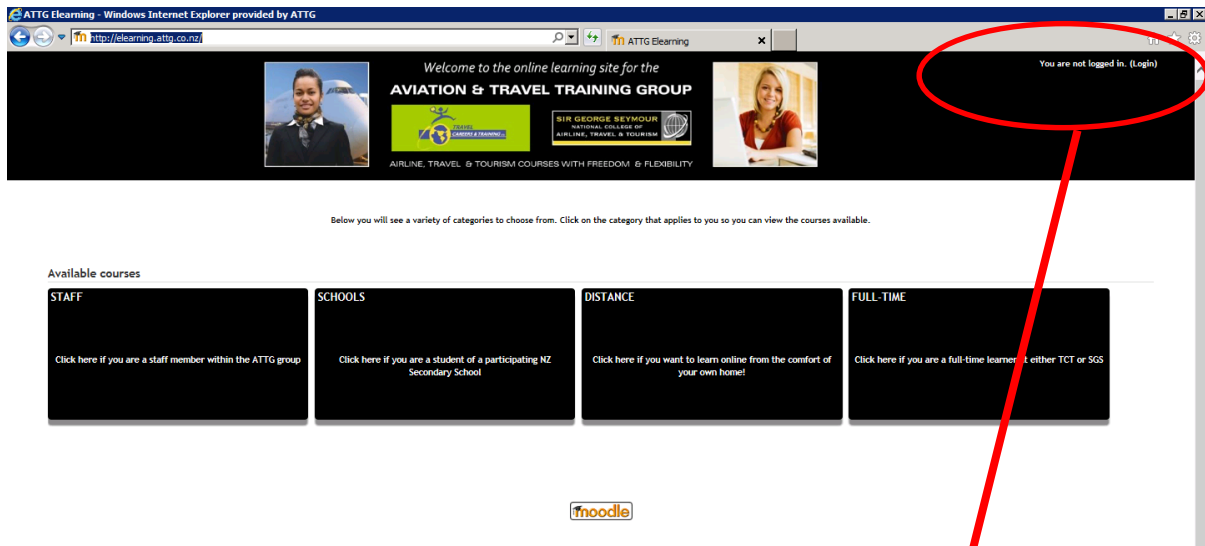 ATTG Elearning - Windows Internet Explorer provided by ATTG
http://elearning.attg.co.nz/
ATTG Elearning
You are not logged in. (Login)
Welcome to the online learning site for the
AVIATION & TRAVEL TRAINING GROUP
TRAVEL
CAREERS & TRAINING
SIR GEORGE SEYMOUR
NATIONAL COLLEGE OF
AIRLINE, TRAVEL & TOURISM
AIRLINE, TRAVEL & TOURISM COURSES WITH FREEDOM & FLEXIBILITY
Below you will see a variety of categories to choose from. Click on the category that applies to you so you can view the courses available.
Available courses
STAFF
Click here if you are a staff member within the ATTG group
SCHOOLS
Click here if you are a student of a participating NZ
Secondary School
DISTANCE
Click here if you want to learn online from the comfort of
your own home!
FULL-TIME
Click here if you are a full-time learner at either TCT or SGS
moodle